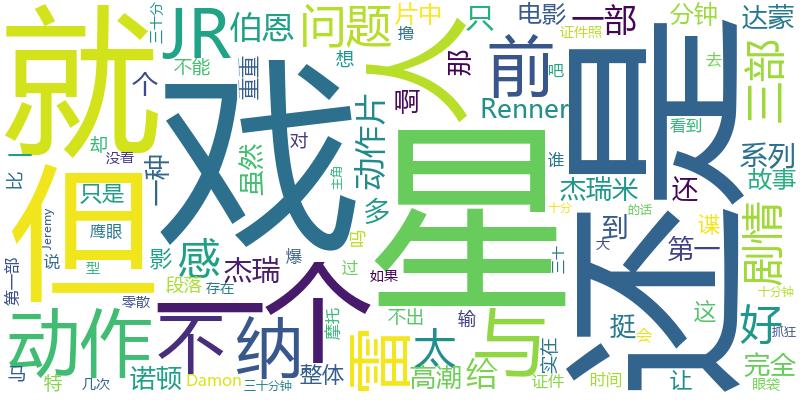 就
JR
伯恩
问题
片中
三十分
撸
证件照
只
电影
一部
分钟
达蒙
不能
想
吧
去
人
那
前
三部
个
重重
戏
Renner
还是
看到
却
没看
一种
虽然
对
动作片
啊
谁
系列
一
比
但
只是
主角
星
多
杰瑞米
还
故事
十分
的话
Jeremy
说
鹰眼
影
感
吗
到
谍
剧情
第一部
型
段落
存在
杰瑞
爆
过
如果
三十
大
第一
十分钟
零散
一个
不出
输
这
动作
不
纳
摩托
雷
太
与
实在
挺
会
好
抓狂
马
特
几次
诺顿
Damon
三十分钟
整体
高潮
给
证件
时间
让
完全
眼袋